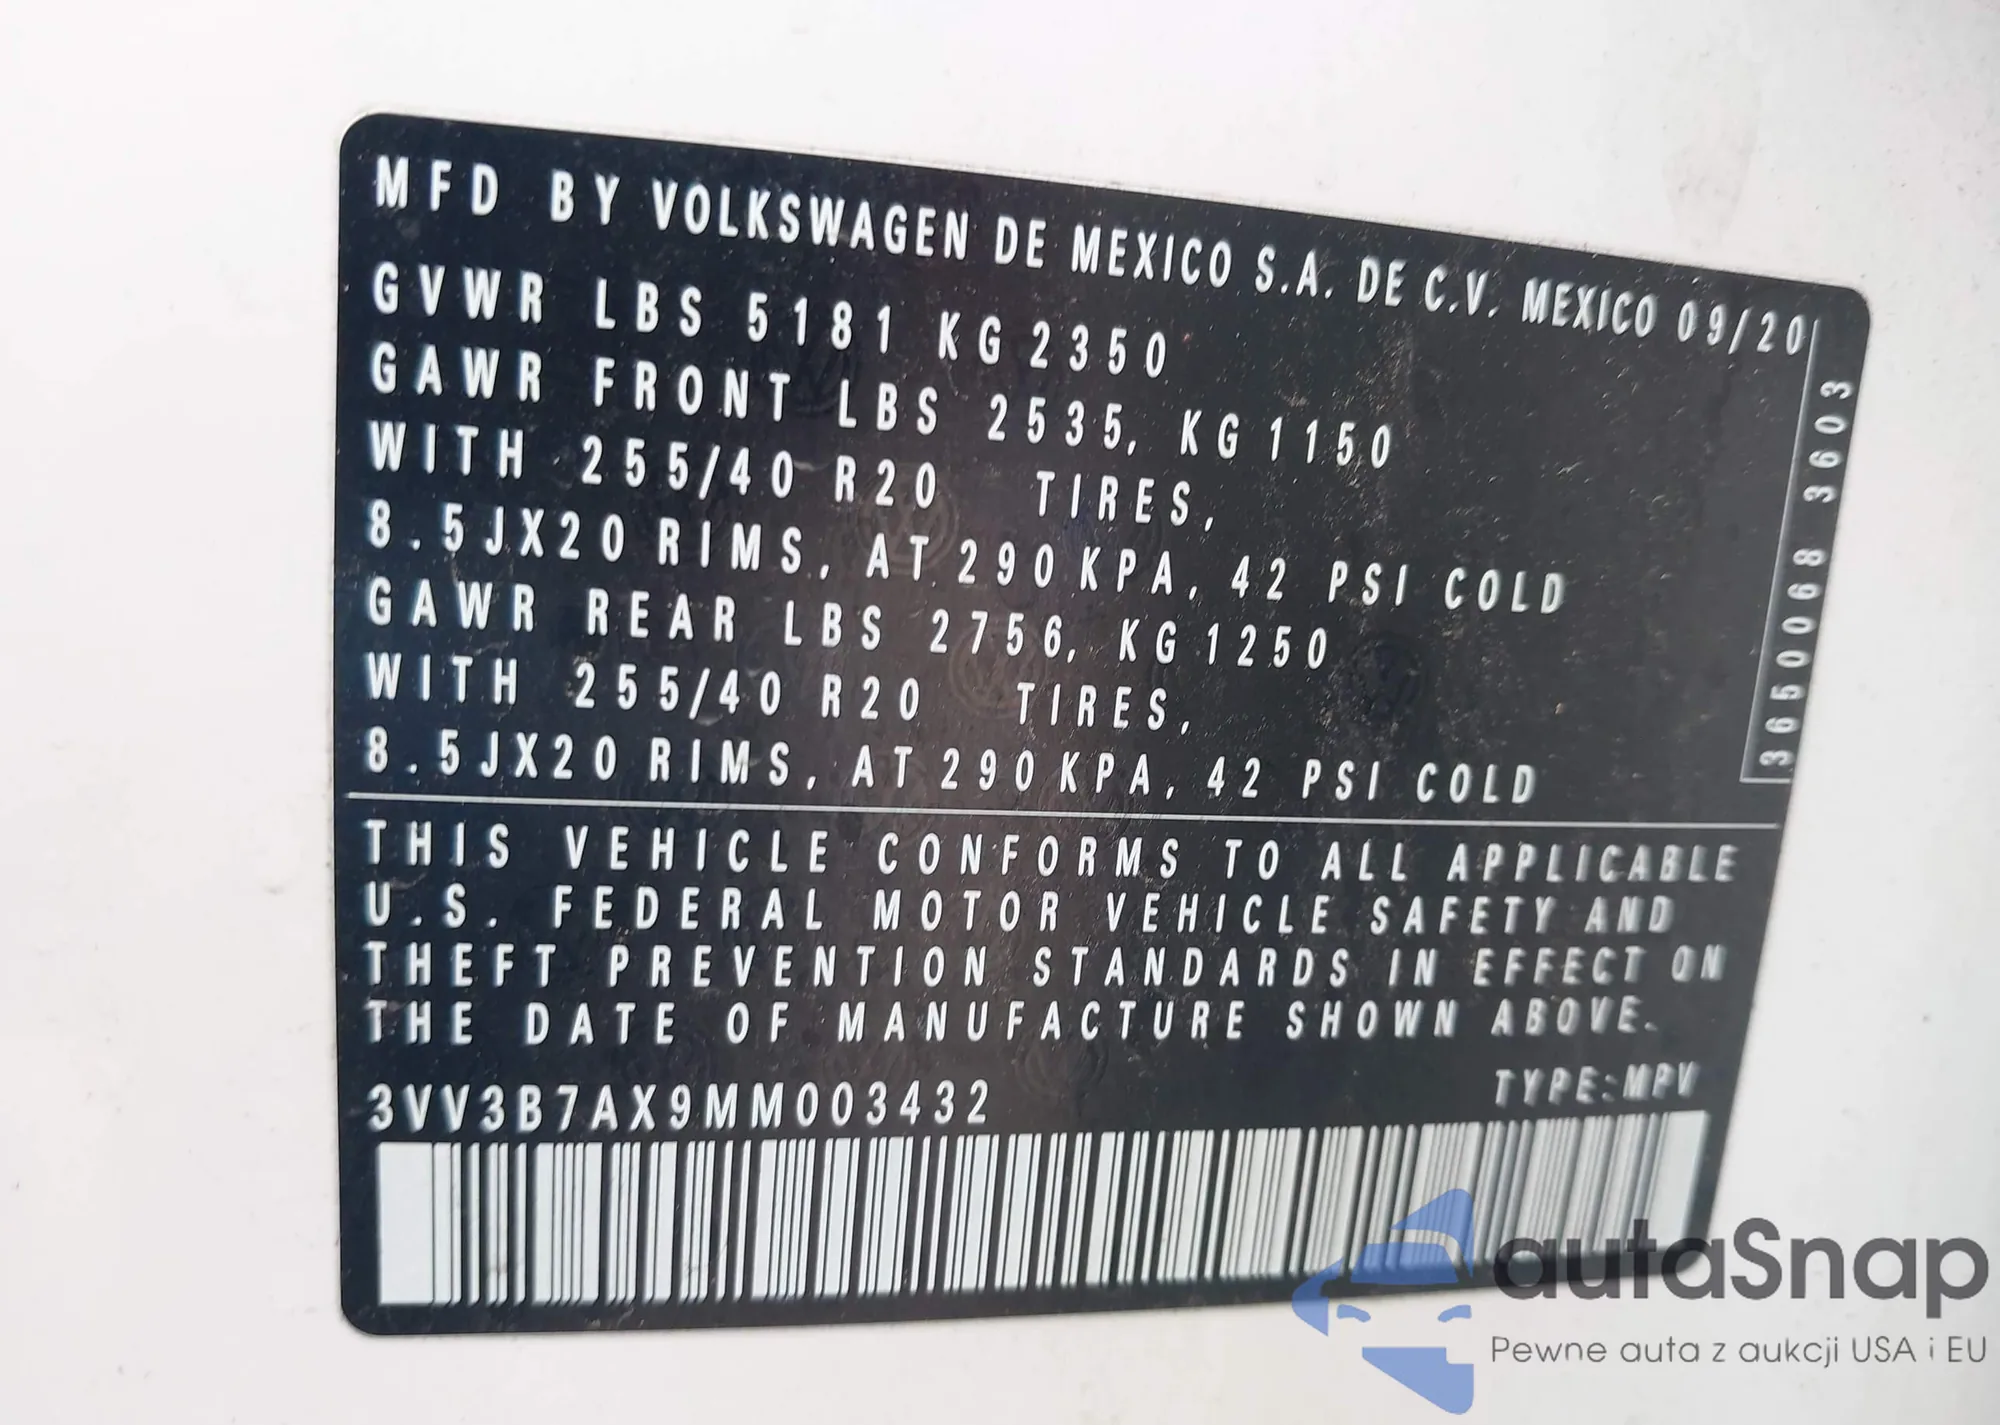 MFD BY VOLKSWAGEN DE MEXICO S.A. DE C.V. MEXICO 09/20
GVWR LBS 5181 KG 2350
GAWR FRONT LBS 2535, KG 1150
WITH 255/40 R20 TIRES,
8.5JX20 RIMS, AT 290 KPA, 42 PSI COLD
GAWR REAR LBS 2756, KG 1250
WITH 255/40 R20 TIRES,
8.5JX20 RIMS, AT 290 KPA, 42 PSI COLD
3650068 3603
THIS VEHICLE CONFORMS TO ALL APPLICABLE
U.S. FEDERAL MOTOR VEHICLE SAFETY AND
THEFT PREVENTION STANDARDS IN EFFECT ON
THE DATE OF MANUFACTURE SHOWN ABOVE.
TYPE:MPV
3VV3B7AX9MM003432
autaSnap
Pewne auta z aukcji USA i EU